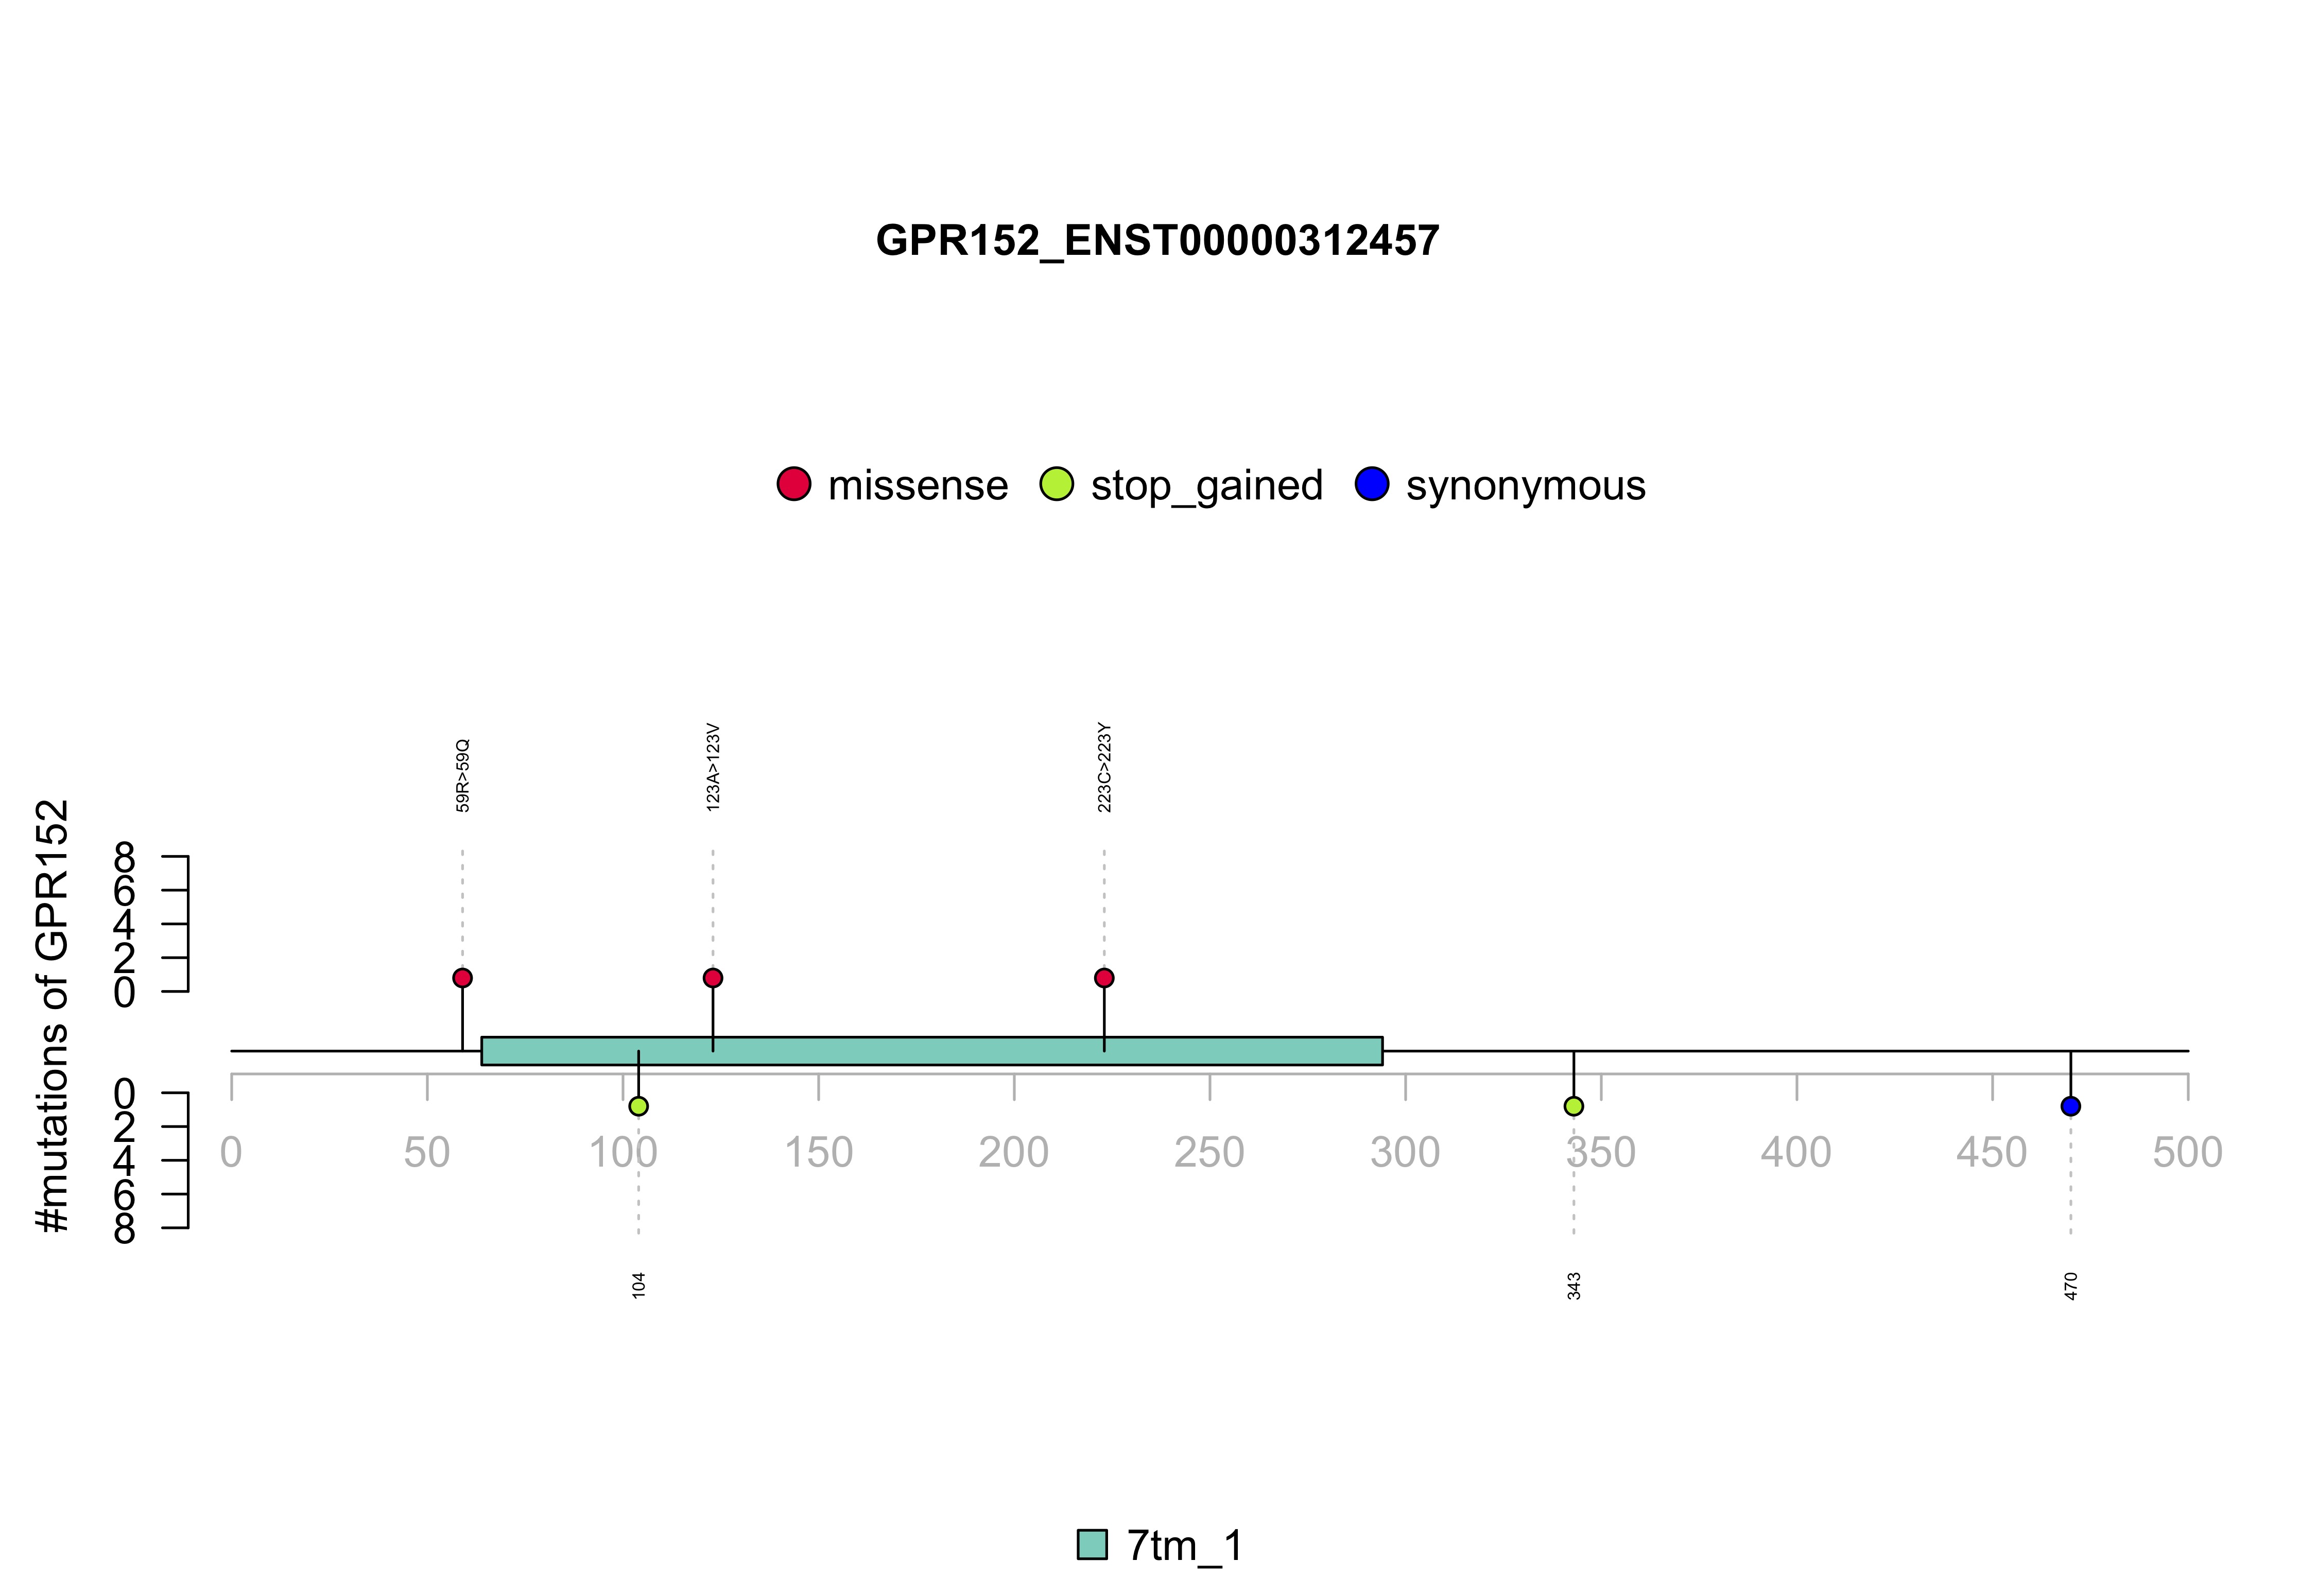 GPR152_ENST00000312457
missense stop_gained synonymous
59R>59Q 123A>123V 223C>223Y
#mutations of GPR152
8
6
4
2
0
0
2
4
6
8
0 50 100 150 200 250 300 350 400 450 500
104 343 470
7tm_1